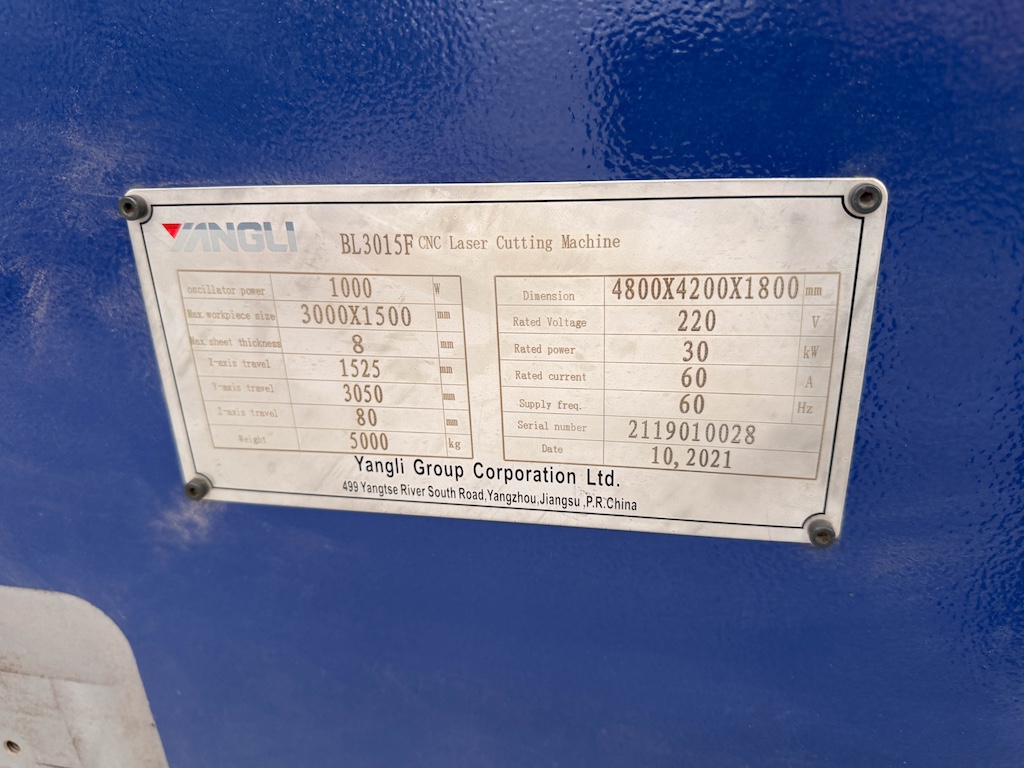 YANGLI
BL3015F CNC Laser Cutting Machine
oscillator power 1000 W
Max.workpiece size 3000X1500 mm
Max sheet thickness 8 mm
X-axis travel 1525 mm
Y-axis travel 3050 mm
Z-axis travel 80 mm
Weight 5000 kg
Dimension 4800X4200X1800 mm
Rated Voltage 220 V
Rated power 30 kW
Rated current 60 A
Supply freq. 60 Hz
Serial number 2119010028
Date 10,2021
Yangli Group Corporation Ltd.
499 Yangtse River South Road,Yangzhou,Jiangsu ,P.R.China